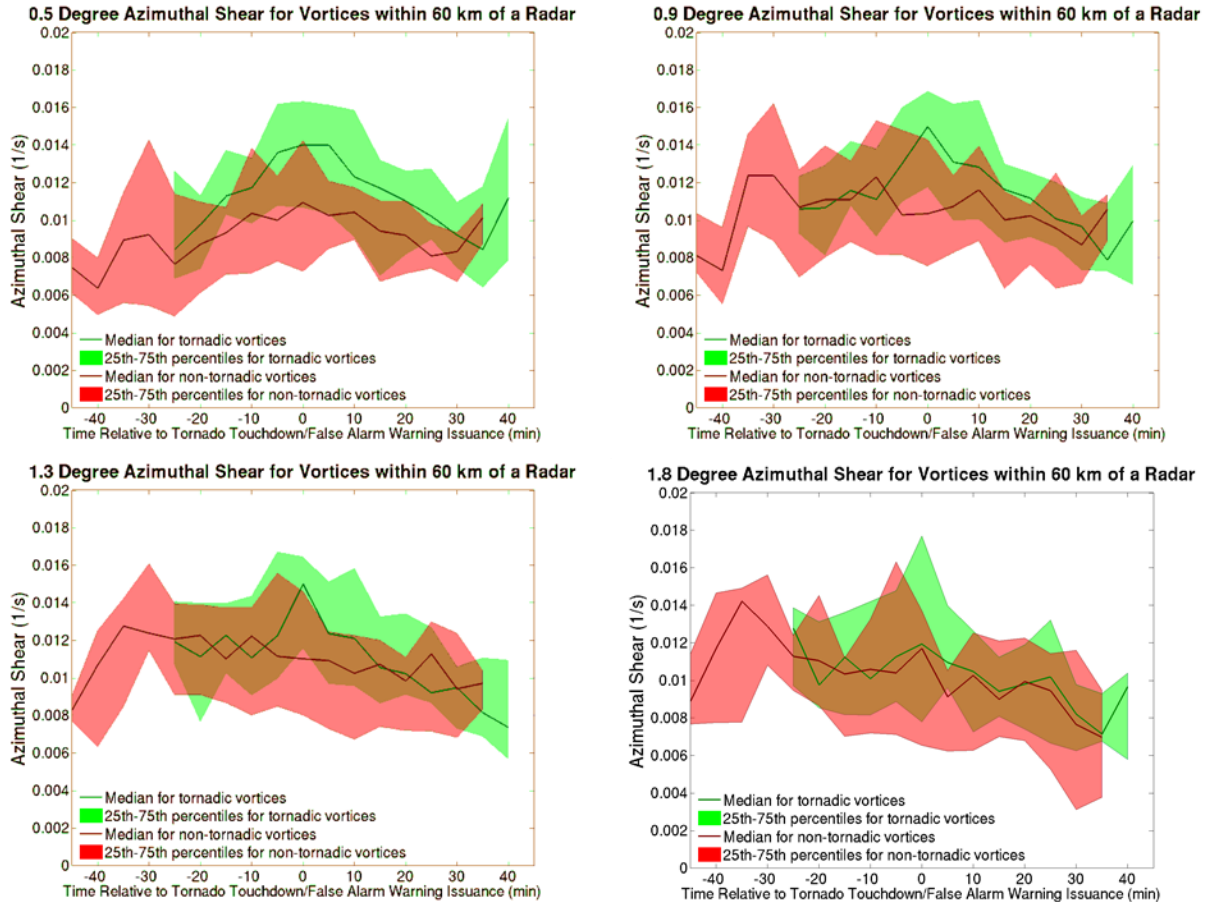 0.5 Degree Azimuthal Shear for Vortices within 60 km of a Radar
0.02
0.018
0.016
0.014
0.012
0.01
0.008
0.006
0.004
0.002
0
Azimuthal Shear (1/s)
Median for tornadic vortices
25th-75th percentiles for tornadic vortices
Median for non-tornadic vortices
25th-75th percentiles for non-tornadic vortices
-40 -30 -20 -10 0 10 20 30 40
Time Relative to Tornado Touchdown/False Alarm Warning Issuance (min)
0.9 Degree Azimuthal Shear for Vortices within 60 km of a Radar
0.02
0.018
0.016
0.014
0.012
0.01
0.008
0.006
0.004
0.002
0
Azimuthal Shear (1/s)
Median for tornadic vortices
25th-75th percentiles for tornadic vortices
Median for non-tornadic vortices
25th-75th percentiles for non-tornadic vortices
-40 -30 -20 -10 0 10 20 30 40
Time Relative to Tornado Touchdown/False Alarm Warning Issuance (min)
1.3 Degree Azimuthal Shear for Vortices within 60 km of a Radar
0.02
0.018
0.016
0.014
0.012
0.01
0.008
0.006
0.004
0.002
0
Azimuthal Shear (1/s)
Median for tornadic vortices
25th-75th percentiles for tornadic vortices
Median for non-tornadic vortices
25th-75th percentiles for non-tornadic vortices
-40 -30 -20 -10 0 10 20 30 40
Time Relative to Tornado Touchdown/False Alarm Warning Issuance (min)
1.8 Degree Azimuthal Shear for Vortices within 60 km of a Radar
0.02
0.018
0.016
0.014
0.012
0.01
0.008
0.006
0.004
0.002
0
Azimuthal Shear (1/s)
Median for tornadic vortices
25th-75th percentiles for tornadic vortices
Median for non-tornadic vortices
25th-75th percentiles for non-tornadic vortices
-40 -30 -20 -10 0 10 20 30 40
Time Relative to Tornado Touchdown/False Alarm Warning Issuance (min)